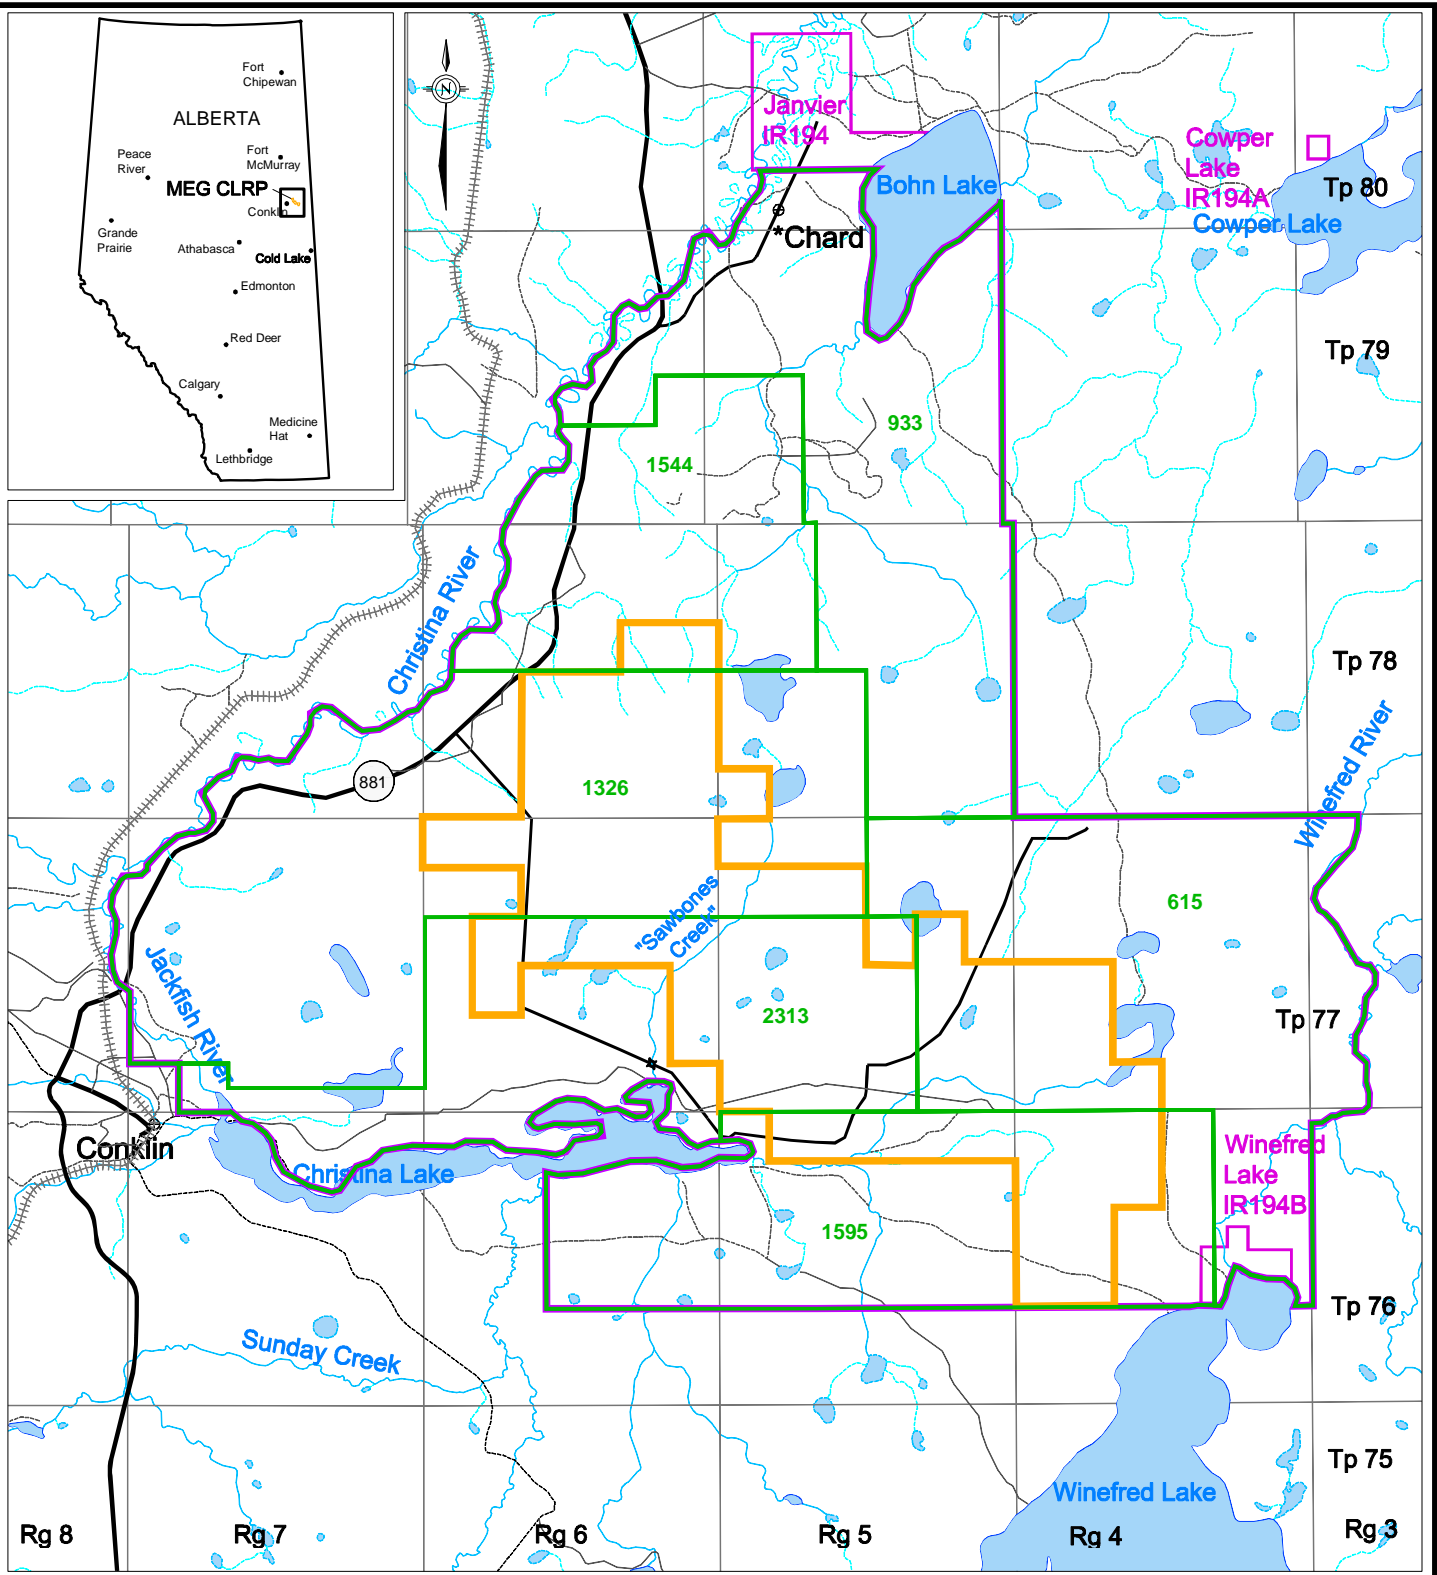 Fort
Chipewan
ALBERTA
Peace
River
Fort
McMurray
MEG CLRP
Conklin
Grande
Prairie
Athabasca
Cold Lake
Edmonton
Red Deer
Calgary
Medicine
Hat
Lethbridge
N
Janvier
IR194
Bohn Lake
Cowper
Lake
IR194A
Cowper Lake
Tp 80
*Chard
Tp 79
933
1544
Christina River
Tp 78
Winefred River
881
1326
615
"Sawbones
Creek"
Jackfish River
2313
Tp 77
Conklin
Christina Lake
Winefred
Lake
IR194B
1595
Tp 76
Sunday Creek
Tp 75
Winefred Lake
Rg 8
Rg 7
Rg 6
Rg 5
Rg 4
Rg 3